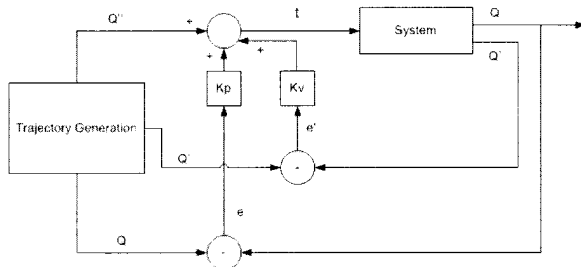 Q''
+
t
System
Q
Q'
+
+
Kp
Kv
Trajectory Generation
e'
Q'
-
e
Q
-